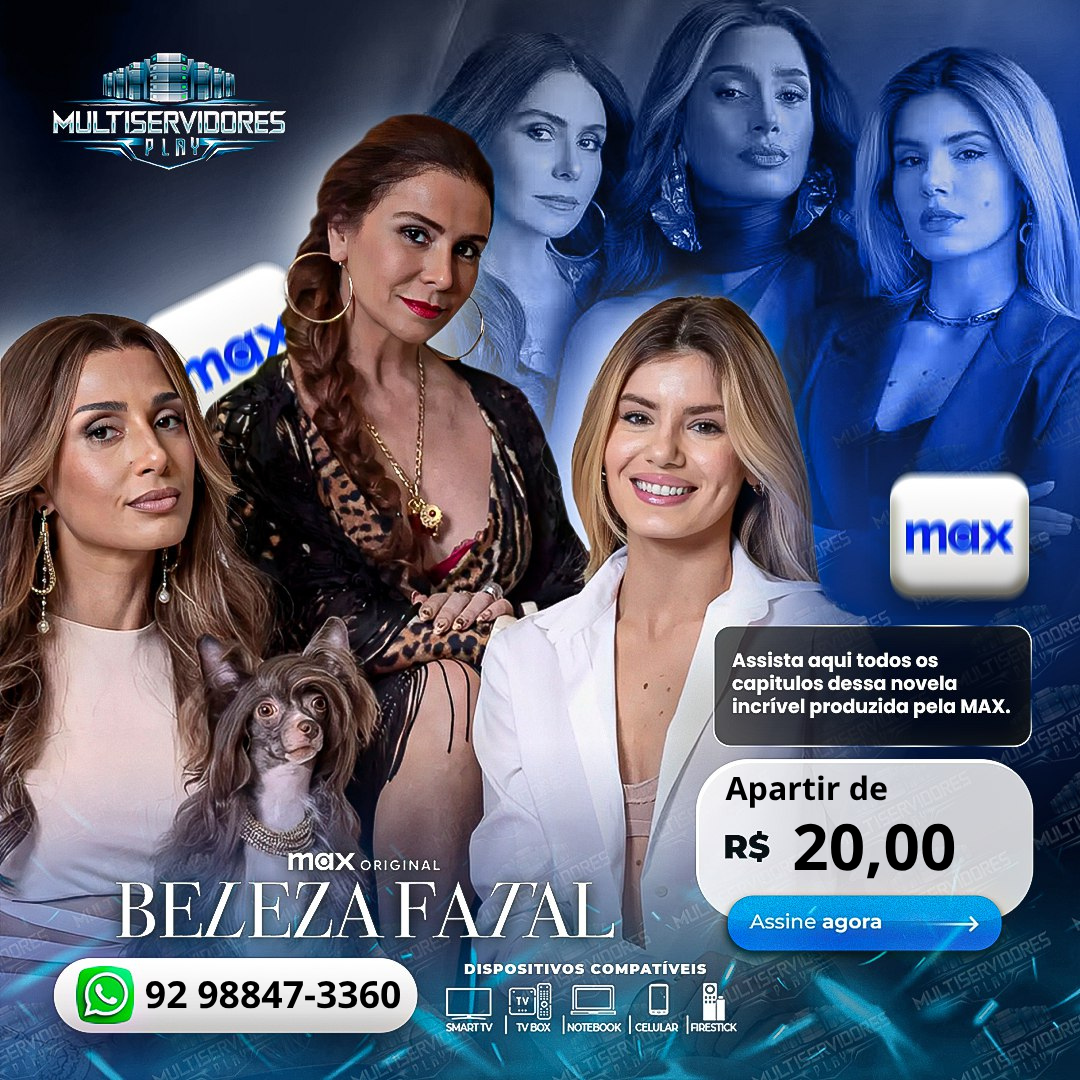 MULTISERVIDORES
PLAY
max
max
Assista aqui todos os
capitulos dessa novela
incrível produzida pela MAX.
Apartir de
R$ 20,00
Assine agora
max ORIGINAL
BELEZA FATAL
92 98847-3360
DISPOSITIVOS COMPATÍVEIS
TV
SMART TV | TV BOX | NOTEBOOK | CELULAR | FIRESTICK